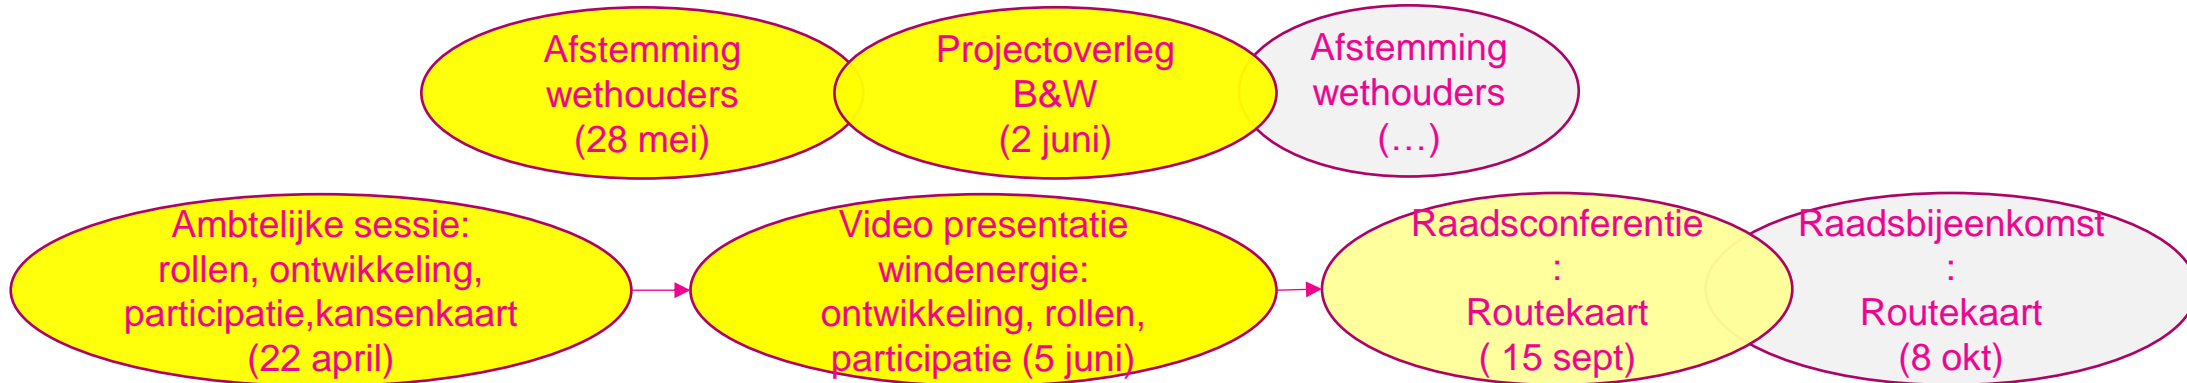 Afstemming
wethouders
(28 mei)
Projectoverleg
B&W
(2 juni)
Afstemming
wethouders
(…)
Ambtelijke sessie:
rollen, ontwikkeling,
participatie,kansenkaart
(22 april)
Video presentatie
windenergie:
ontwikkeling, rollen,
participatie (5 juni)
Raadsconferentie
:
Routekaart
( 15 sept)
Raadsbijeenkomst
:
Routekaart
(8 okt)